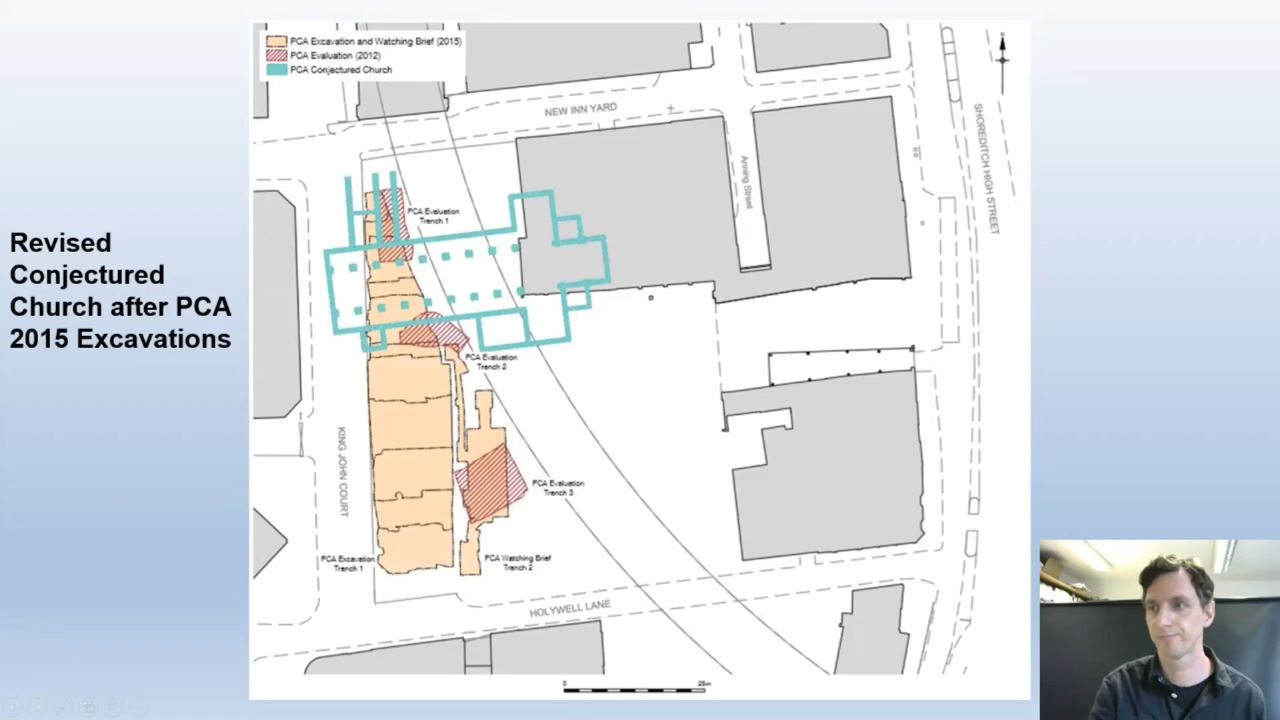 Revised
Conjectured
Church after PCA
2015 Excavations
PCA Excavation and Watching Brief (2015)
PCA Evaluation (2012)
PCA Conjectured Church
NEW INN YARD
Anning Street
SHOREDITCH HIGH STREET
PCA Evaluation
Trench 1
PCA Evaluation
Trench 2
KING JOHN COURT
PCA Evaluation
Trench 3
PCA Excavation
Trench 1
PCA Watching Brief
Trench 2
HOLYWELL LANE
0
25m